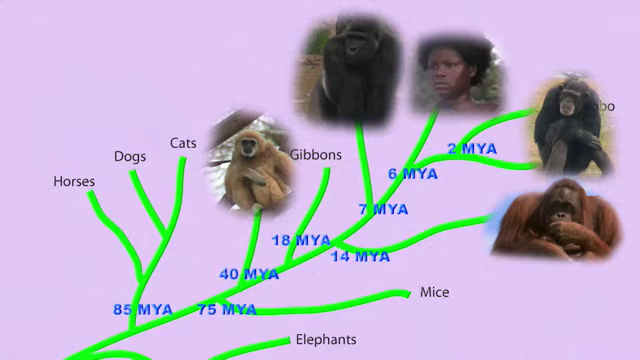 Cats
Dogs
Gibbons
Horses
2 MYA
6 MYA
7 MYA
18 MYA
14 MYA
40 MYA
85 MYA
75 MYA
Mice
Elephants